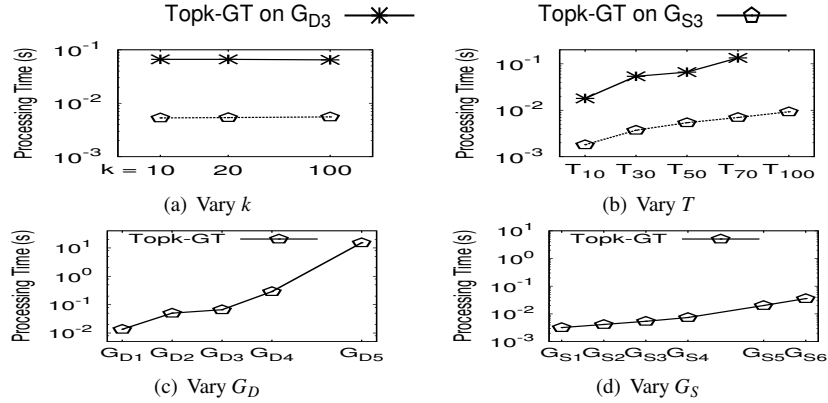 Topk-GT on G_D3 Topk-GT on G_S3
Processing Time (s)
10^-1
10^-2
10^-3
k = 10 20 100
(a) Vary k
Processing Time (s)
10^-1
10^-2
10^-3
T_10 T_30 T_50 T_70 T_100
(b) Vary T
Processing Time (s)
Topk-GT
10^1
10^0
10^-1
10^-2
G_D1 G_D2 G_D3 G_D4 G_D5
(c) Vary G_D
Processing Time (s)
Topk-GT
10^1
10^0
10^-1
10^-2
10^-3
G_S1 G_S2 G_S3 G_S4 G_S5 G_S6
(d) Vary G_S